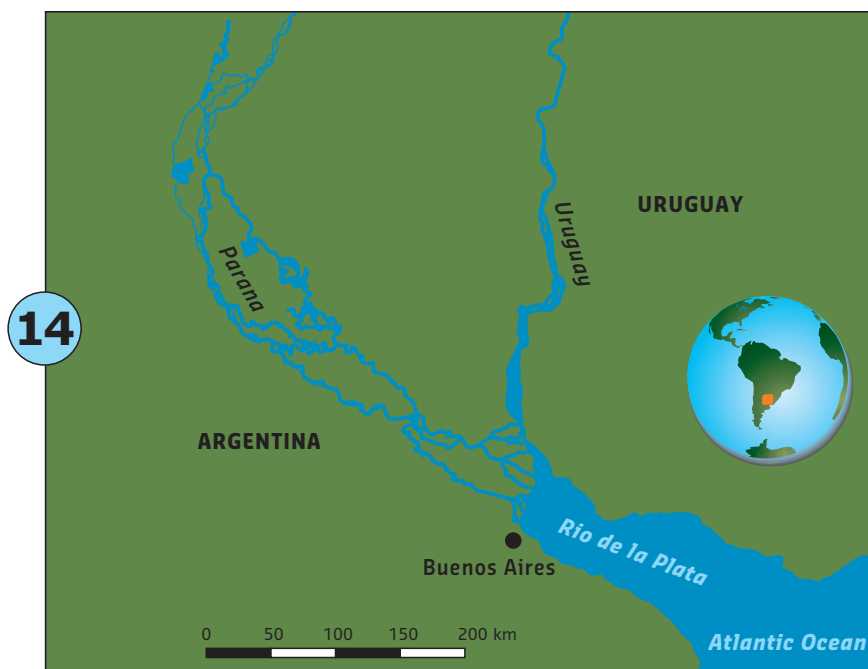 URUGUAY
Uruguay
Parana
14
ARGENTINA
Rio de la Plata
Buenos Aires
0 50 100 150 200 km
Atlantic Ocean